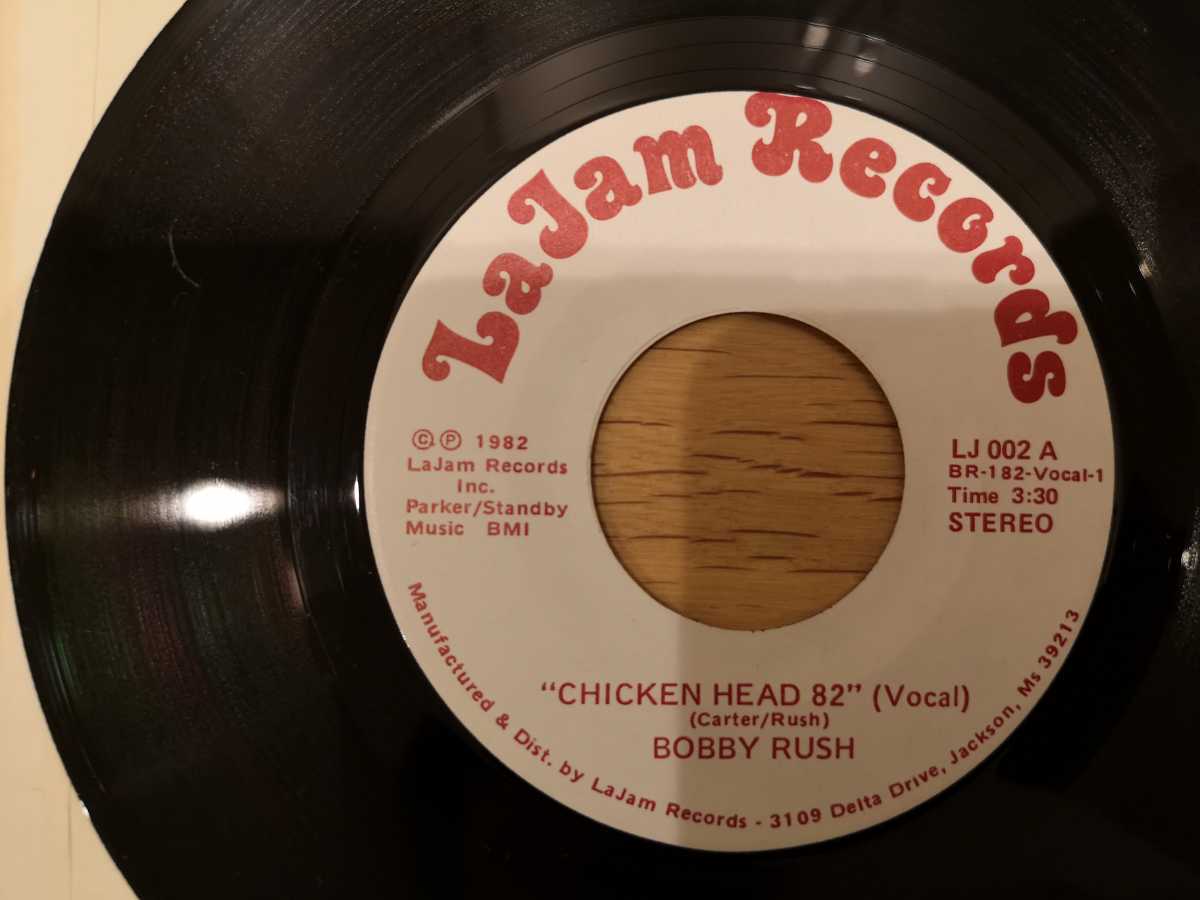 LaJam Records
© ℗ 1982
LaJam Records
Inc.
Parker/Standby
Music BMI
LJ 002 A
BR-182-Vocal-1
Time 3:30
STEREO
"CHICKEN HEAD 82" (Vocal)
(Carter/Rush)
BOBBY RUSH
Manufactured & Dist. by LaJam Records - 3109 Delta Drive, Jackson, Ms 39213